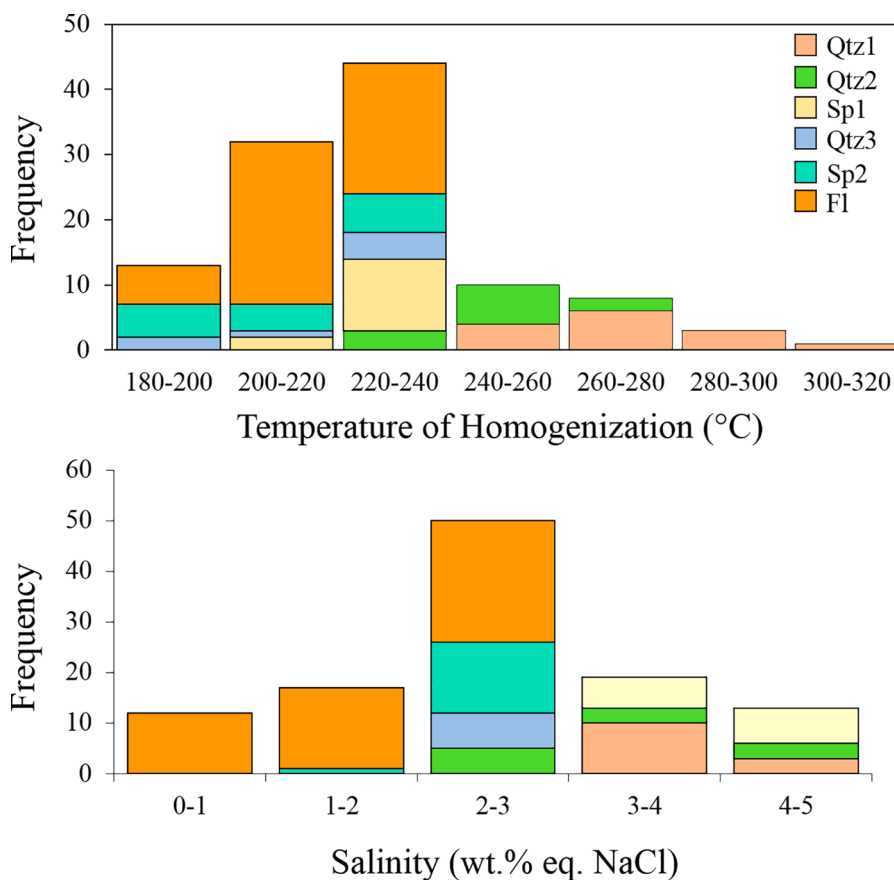 50
40
30
20
10
0
Frequency
Qtz1
Qtz2
Sp1
Qtz3
Sp2
Fl
180-200 200-220 220-240 240-260 260-280 280-300 300-320
Temperature of Homogenization (°C)
60
50
40
30
20
10
0
Frequency
0-1 1-2 2-3 3-4 4-5
Salinity (wt.% eq. NaCl)